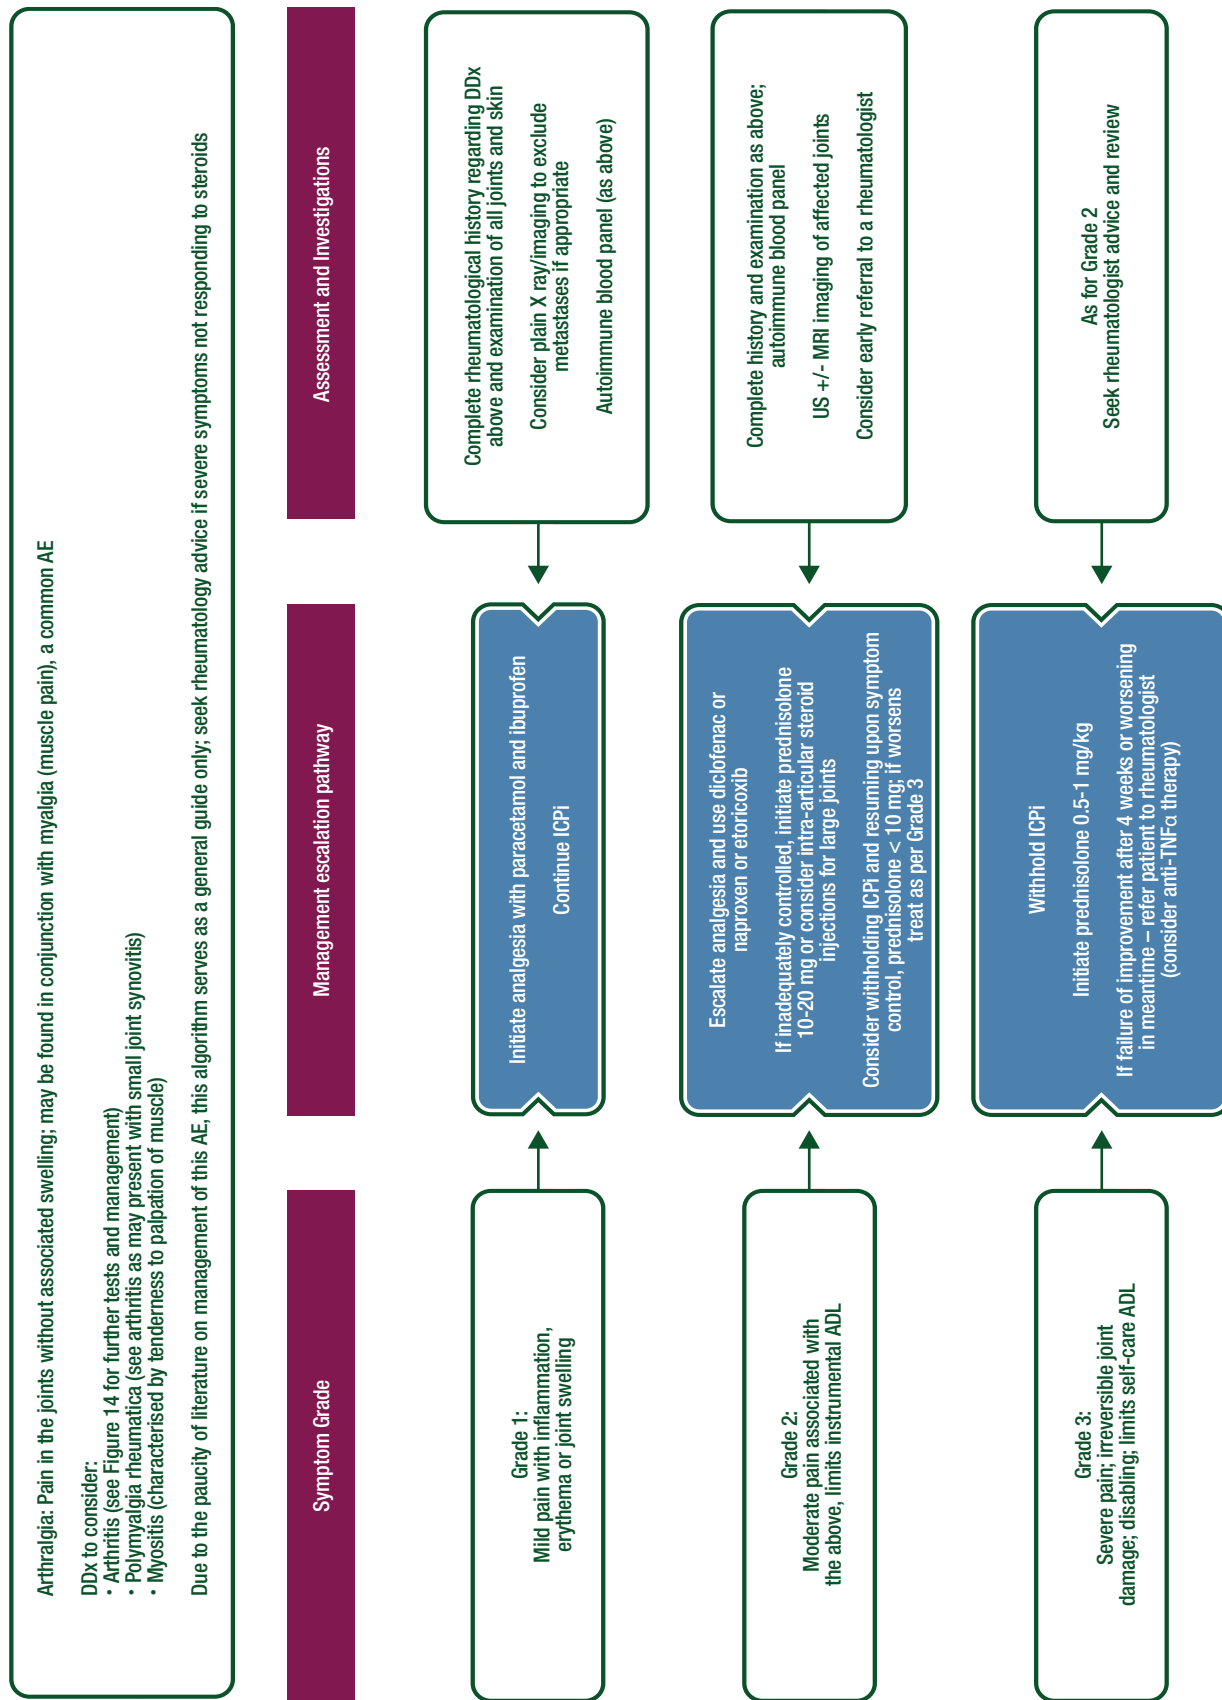 Arthralgia: Pain in the joints without associated swelling; may be found in conjunction with myalgia (muscle pain), a common AE
DDx to consider:
• Arthritis (see Figure 14 for further tests and management)
• Polymyalgia rheumatica (see arthritis as may present with small joint synovitis)
• Myositis (characterised by tenderness to palpation of muscle)
Due to the paucity of literature on management of this AE, this algorithm serves as a general guide only; seek rheumatology advice if severe symptoms not responding to steroids
Symptom Grade
Management escalation pathway
Assessment and Investigations
Grade 1:
Mild pain with inflammation,
erythema or joint swelling
Initiate analgesia with paracetamol and ibuprofen
Continue ICPi
Complete rheumatological history regarding DDx
above and examination of all joints and skin
Consider plain X ray/imaging to exclude
metastases if appropriate
Autoimmune blood panel (as above)
Grade 2:
Moderate pain associated with
the above, limits instrumental ADL
Escalate analgesia and use diclofenac or
naproxen or etoricoxib
If inadequately controlled, initiate prednisolone
10-20 mg or consider intra-articular steroid
injections for large joints
Consider withholding ICPi and resuming upon symptom
control, prednisolone < 10 mg; if worsens
treat as per Grade 3
Complete history and examination as above;
autoimmune blood panel
US +/- MRI imaging of affected joints
Consider early referral to a rheumatologist
Grade 3:
Severe pain; irreversible joint
damage; disabling; limits self-care ADL
Withhold ICPi
Initiate prednisolone 0.5-1 mg/kg
If failure of improvement after 4 weeks or worsening
in meantime – refer patient to rheumatologist
(consider anti-TNFα therapy)
As for Grade 2
Seek rheumatologist advice and review